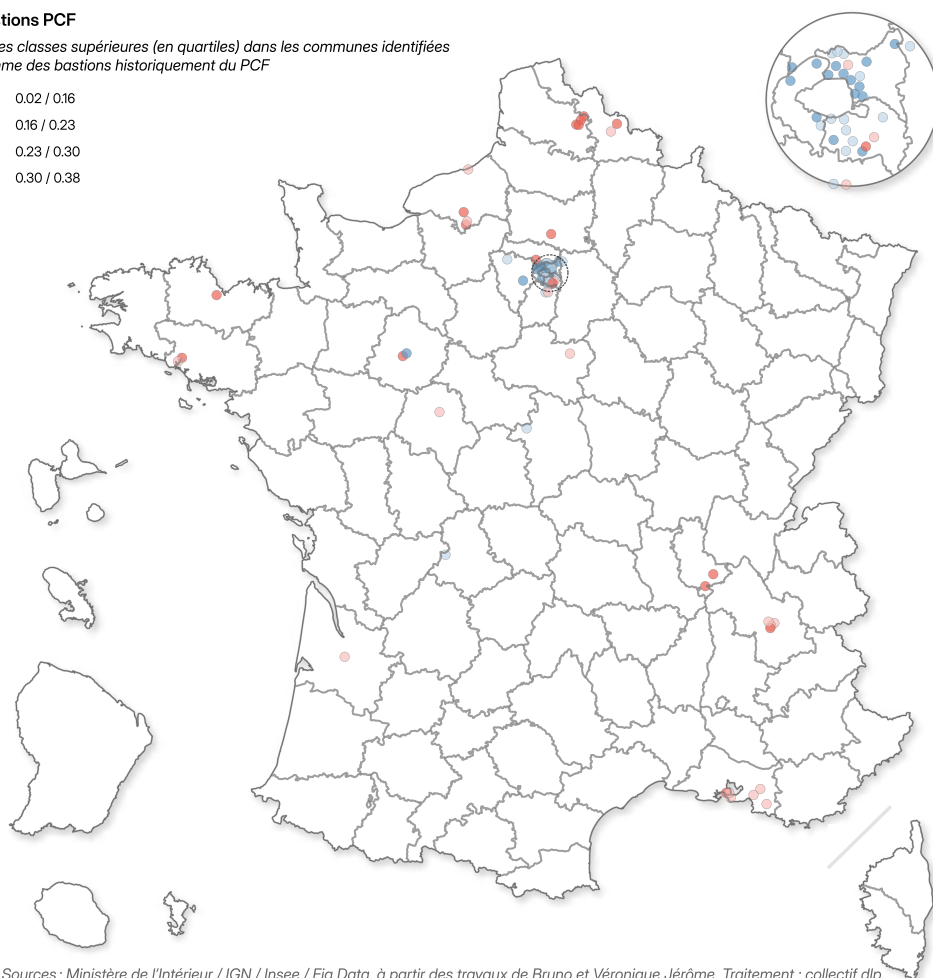 tions PCF
es classes supérieures (en quartiles) dans les communes identifiées
me des bastions historiquement du PCF
0.02 / 0.16
0.16 / 0.23
0.23 / 0.30
0.30 / 0.38
Sources : Ministère de l'Intérieur / IGN / Insee / Fig Data, à partir des travaux de Bruno et Véronique Jérôme. Traitement : collectif dlp